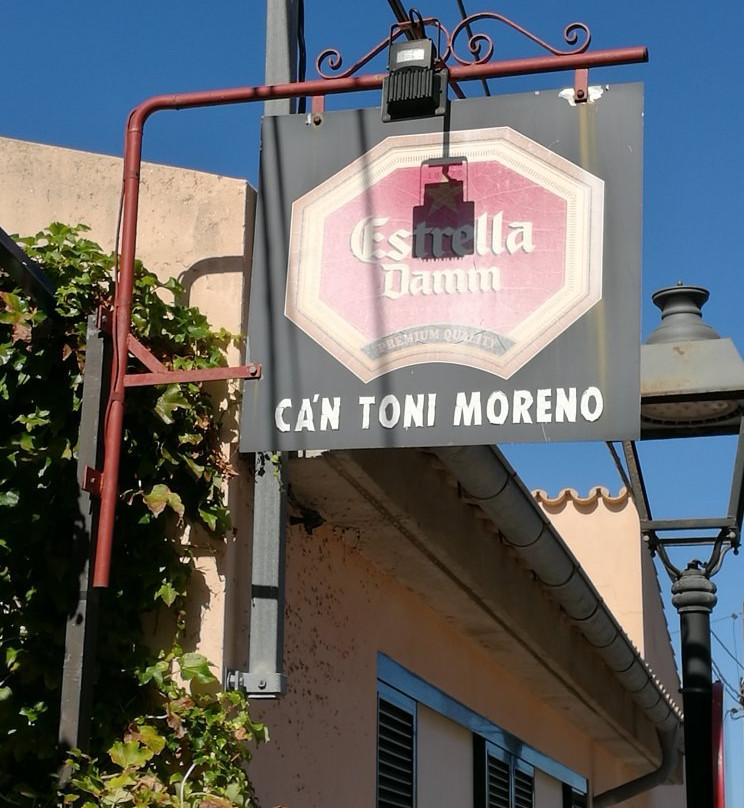 Estrella
Damm
PREMIUM QUALITY
CA'N TONI MORENO